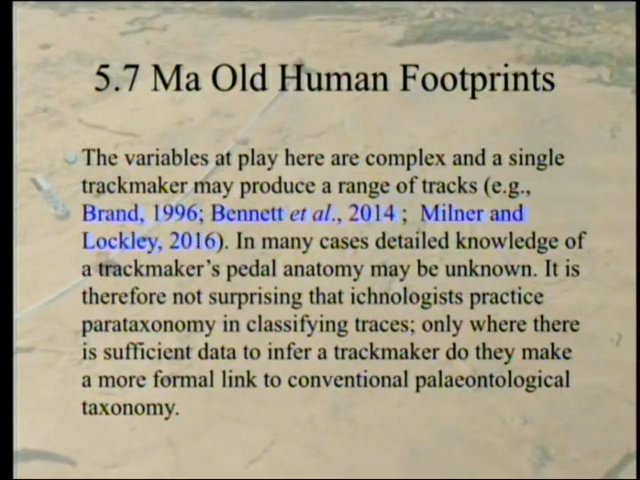 5.7 Ma Old Human Footprints
The variables at play here are complex and a single
trackmaker may produce a range of tracks (e.g.,
Brand, 1996; Bennett et al., 2014 ; Milner and
Lockley, 2016). In many cases detailed knowledge of
a trackmaker's pedal anatomy may be unknown. It is
therefore not surprising that ichnologists practice
parataxonomy in classifying traces; only where there
is sufficient data to infer a trackmaker do they make
a more formal link to conventional palaeontological
taxonomy.